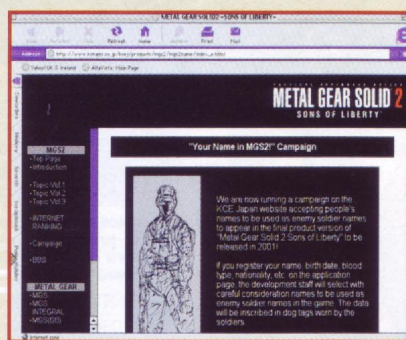 METAL GEAR SOLID2 ~SONS OF LIBERTY~
Refresh Home Print Mail
Address
Yahoo! UK & Ireland
METAL GEAR SOLID 2
SONS OF LIBERTY
MGS2
•Top Page
•Introduction
•Topic Vol.1
•Topic Vol.2
•Topic Vol.3
•INTERNET
RANKING
•Campaign
•BBS
METAL GEAR
•MGS
•MGS
INTEGRAL
"Your Name in MGS2!" Campaign
We are now running a campaign on the
KCE Japan website accepting people's
names to be used as enemy soldier names
to appear in the final product version of
"Metal Gear Solid 2 Sons of Liberty" to be
released in 2001!
If you register your name, birth date, blood
type, nationality, etc. on the application
page, the development staff will select with
careful consideration names to be used as
enemy soldier names in the game. The data
will be inscribed in dog tags worn by the
soldiers.
Internet zone